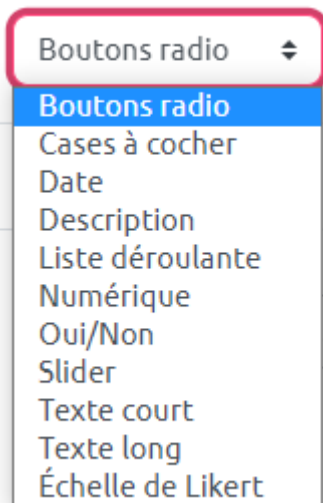 Boutons radio
Boutons radio
Cases à cocher
Date
Description
Liste déroulante
Numérique
Oui/Non
Slider
Texte court
Texte long
Échelle de Likert